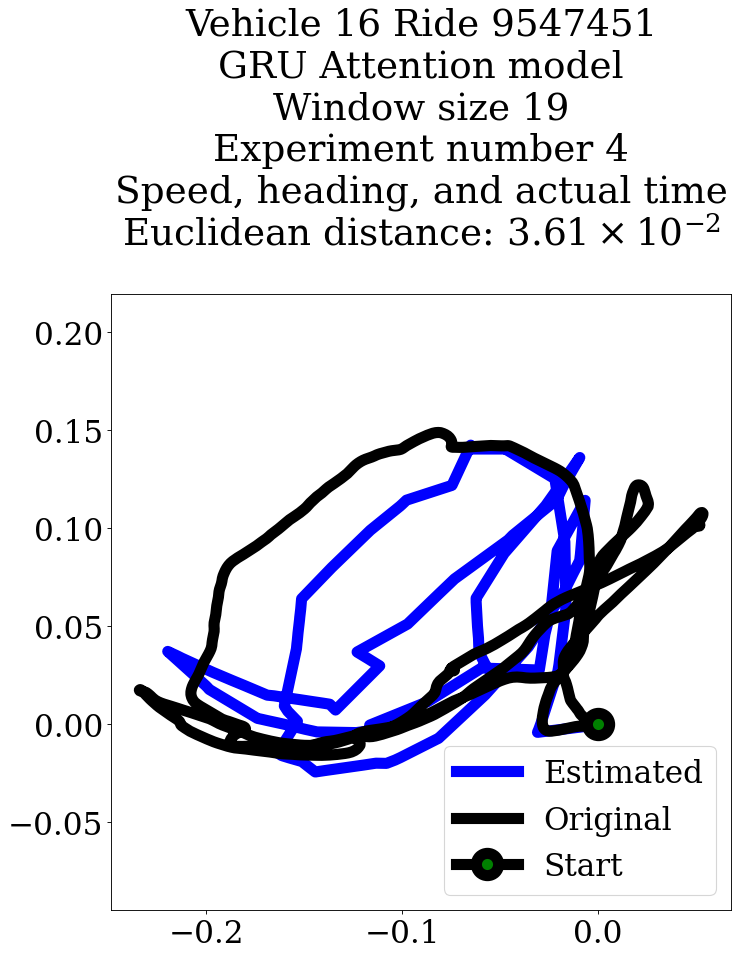 Vehicle 16 Ride 9547451
GRU Attention model
Window size 19
Experiment number 4
Speed, heading, and actual time
Euclidean distance: 3.61 × 10⁻²
0.20
0.15
0.10
0.05
0.00
−0.05
Estimated
Original
Start
−0.2 −0.1 0.0